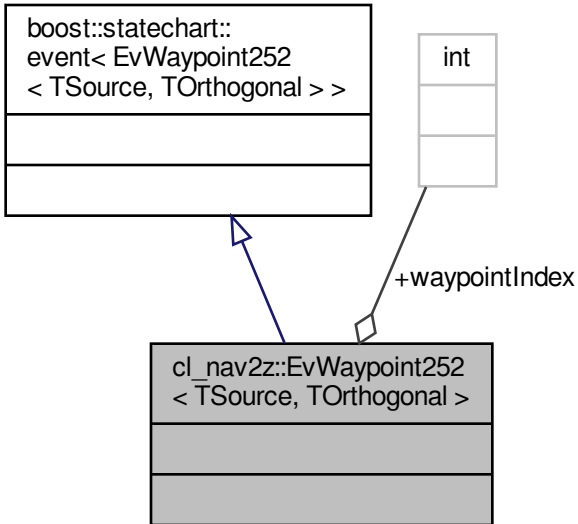 boost::statechart::
event< EvWaypoint252
< TSource, TOrthogonal > >
int
+waypointIndex
cl_nav2z::EvWaypoint252
< TSource, TOrthogonal >